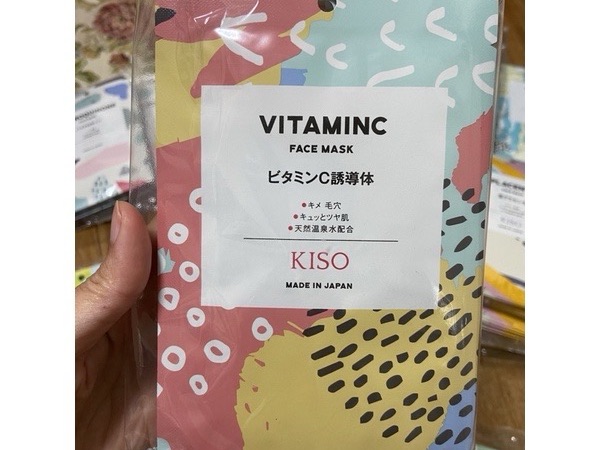 VITAMINC
FACE MASK
ビタミンC誘導体
●キメ 毛穴
●キュッとツヤ肌
●天然温泉水配合
KISO
MADE IN JAPAN